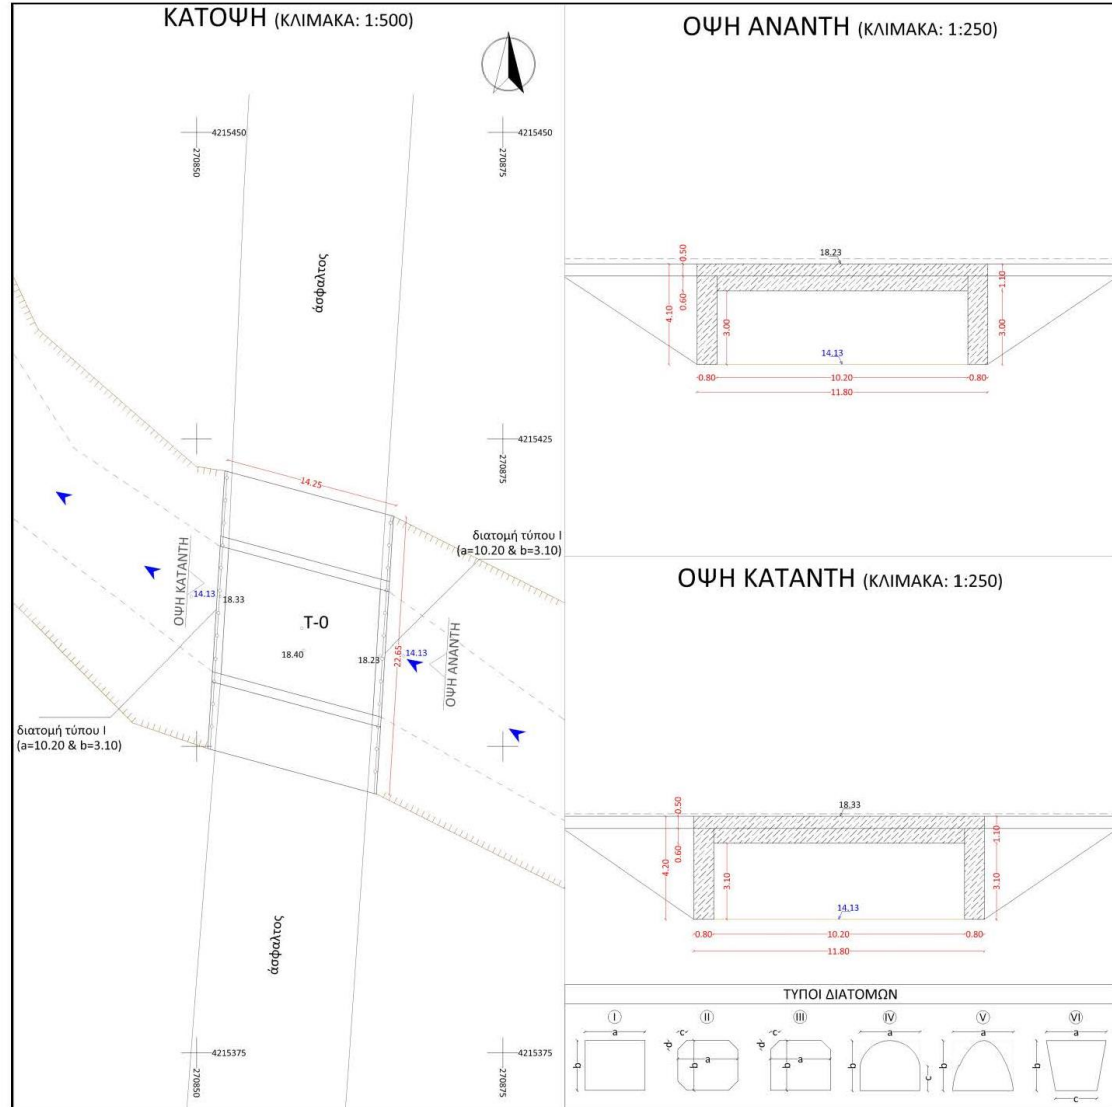 ΚΑΤΟΨΗ (ΚΛΙΜΑΚΑ: 1:500)
4215450
270850
4215450
270875
άσφαλτος
4215425
270875
14.25
διατομή τύπου Ι
(a=10.20 & b=3.10)
ΟΨΗ ΚΑΤΑΝΤΗ
14.13
18.33
Τ-0
18.40
18.23
22.65
14.13
ΟΨΗ ΑΝΑΝΤΗ
διατομή τύπου Ι
(a=10.20 & b=3.10)
άσφαλτος
4215375
270850
4215375
270875
ΟΨΗ ΑΝΑΝΤΗ (ΚΛΙΜΑΚΑ: 1:250)
18.23
0.50
0.60
4.10
3.00
1.10
3.00
14.13
0.80
10.20
0.80
11.80
ΟΨΗ ΚΑΤΑΝΤΗ (ΚΛΙΜΑΚΑ: 1:250)
18.33
0.50
0.60
4.20
3.10
1.10
3.10
14.13
0.80
10.20
0.80
11.80
ΤΥΠΟΙ ΔΙΑΤΟΜΩΝ
I
a
b
II
c
d
a
b
III
c
d
a
b
IV
a
b
c
V
a
b
VI
a
b
c